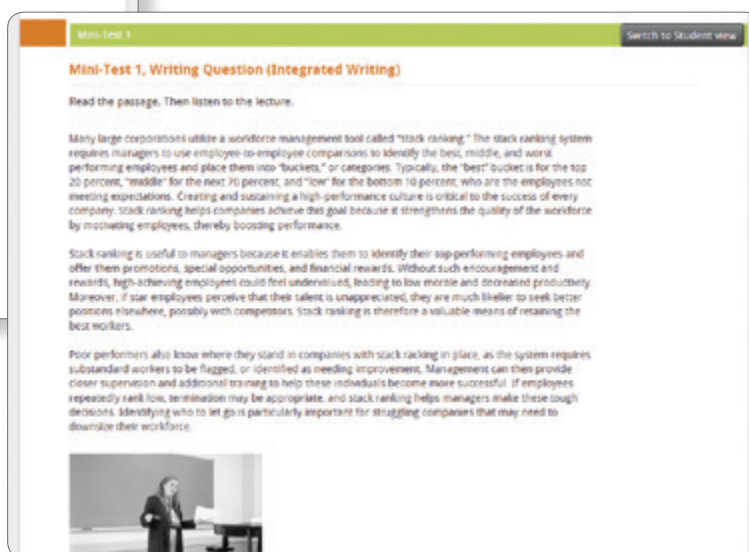 Mini-Test 1
Switch to Student view
Mini-Test 1, Writing Question (Integrated Writing)
Read the passage. Then listen to the lecture.
Many large corporations utilize a workforce management tool called "stack ranking." The stack ranking system
requires managers to use employee-to-employee comparisons to identify the best, middle, and worst
performing employees and place them into "buckets," or categories. Typically, the "best" bucket is for the top
20 percent, "middle" for the next 70 percent, and "low" for the bottom 10 percent, who are the employees not
meeting expectations. Creating and sustaining a high-performance culture is critical to the success of every
company. Stack ranking helps companies achieve this goal because it strengthens the quality of the workforce
by motivating employees, thereby boosting performance.
Stack ranking is useful to managers because it enables them to identify their top-performing employees and
offer them promotions, special opportunities, and financial rewards. Without such encouragement and
rewards, high-achieving employees could feel undervalued, leading to low morale and decreased productivity.
Moreover, if star employees perceive that their talent is unappreciated, they are much likelier to seek better
positions elsewhere, possibly with competitors. Stack ranking is therefore a valuable means of retaining the
best workers.
Poor performers also know where they stand in companies with stack racking in place, as the system requires
substandard workers to be flagged, or identified as needing improvement. Management can then provide
closer supervision and additional training to help these individuals become more successful. If employees
repeatedly rank low, termination may be appropriate, and stack ranking helps managers make these tough
decisions. Identifying who to let go is particularly important for struggling companies that may need to
downsize their workforce.